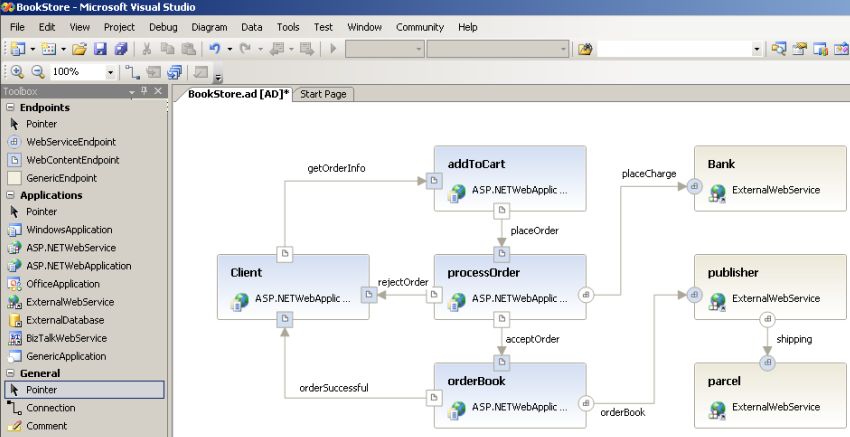 BookStore - Microsoft Visual Studio
File Edit View Project Debug Diagram Data Tools Test Window Community Help
100%
Toolbox
BookStore.ad [AD]* Start Page
Endpoints
Pointer
WebServiceEndpoint
WebContentEndpoint
GenericEndpoint
Applications
Pointer
WindowsApplication
ASP.NETWebService
ASP.NETWebApplication
OfficeApplication
ExternalWebService
ExternalDatabase
BizTalkWebService
GenericApplication
General
Pointer
Connection
Comment
getOrderInfo
addToCart
ASP.NETWebApplic ...
placeCharge
Bank
ExternalWebService
placeOrder
Client
ASP.NETWebApplic ...
rejectOrder
processOrder
ASP.NETWebApplic ...
publisher
ExternalWebService
acceptOrder
shipping
orderSuccessful
orderBook
ASP.NETWebApplic ...
orderBook
parcel
ExternalWebService